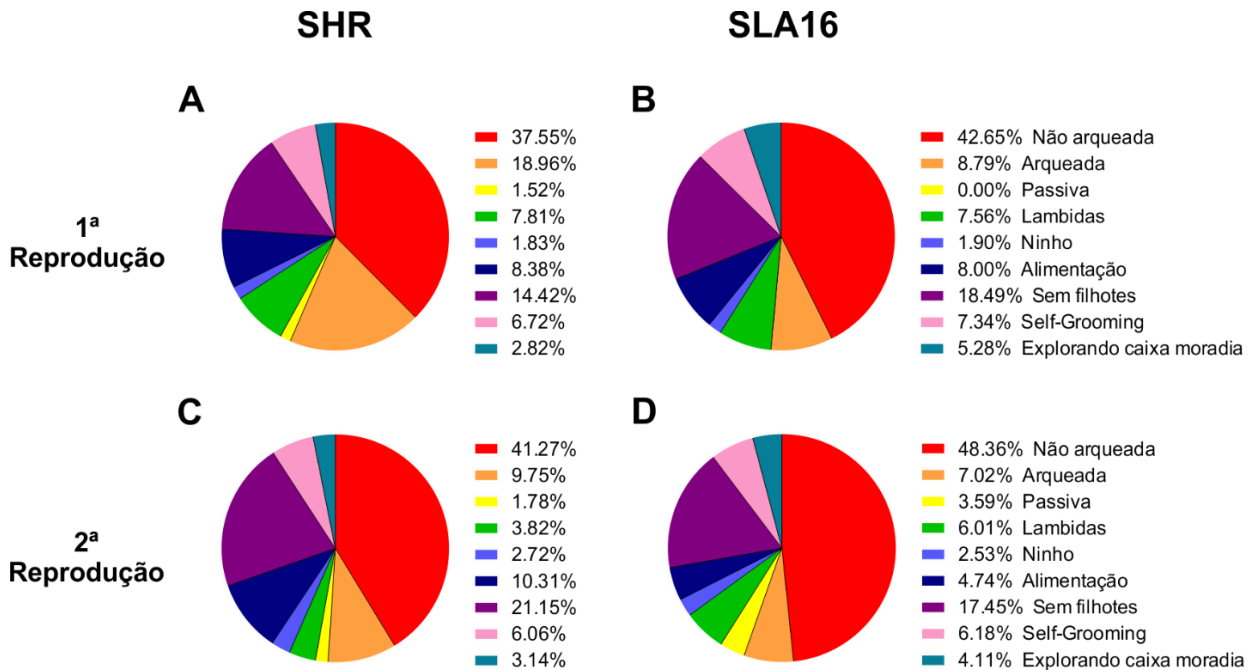 SHR
SLA16
A
B
1ª
Reprodução
37.55%
18.96%
1.52%
7.81%
1.83%
8.38%
14.42%
6.72%
2.82%
42.65% Não arqueada
8.79% Arqueada
0.00% Passiva
7.56% Lambidas
1.90% Ninho
8.00% Alimentação
18.49% Sem filhotes
7.34% Self-Grooming
5.28% Explorando caixa moradia
C
D
2ª
Reprodução
41.27%
9.75%
1.78%
3.82%
2.72%
10.31%
21.15%
6.06%
3.14%
48.36% Não arqueada
7.02% Arqueada
3.59% Passiva
6.01% Lambidas
2.53% Ninho
4.74% Alimentação
17.45% Sem filhotes
6.18% Self-Grooming
4.11% Explorando caixa moradia